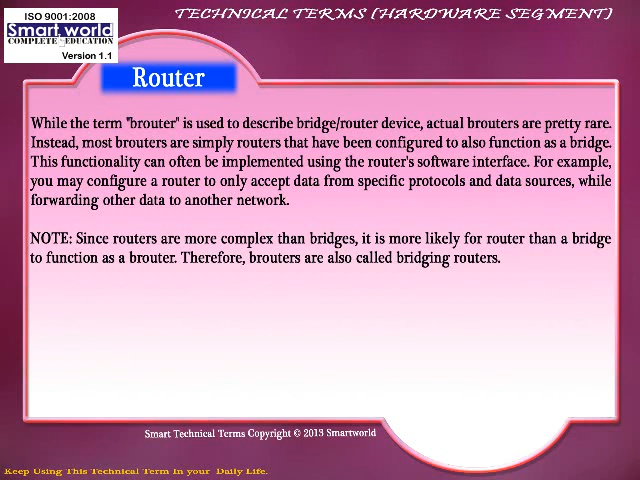 ISO 9001:2008
Smart world
COMPLETE EDUCATION
Version 1.1
TECHNICAL TERMS (HARDWARE SEGMENT)
Router
While the term "brouter" is used to describe bridge/router device, actual brouters are pretty rare.
Instead, most brouters are simply routers that have been configured to also function as a bridge.
This functionality can often be implemented using the router's software interface. For example,
you may configure a router to only accept data from specific protocols and data sources, while
forwarding other data to another network.
NOTE: Since routers are more complex than bridges, it is more likely for router than a bridge
to function as a brouter. Therefore, brouters are also called bridging routers.
Smart Technical Terms Copyright © 2013 Smartworld
Keep Using This Technical Term In your Daily Life.